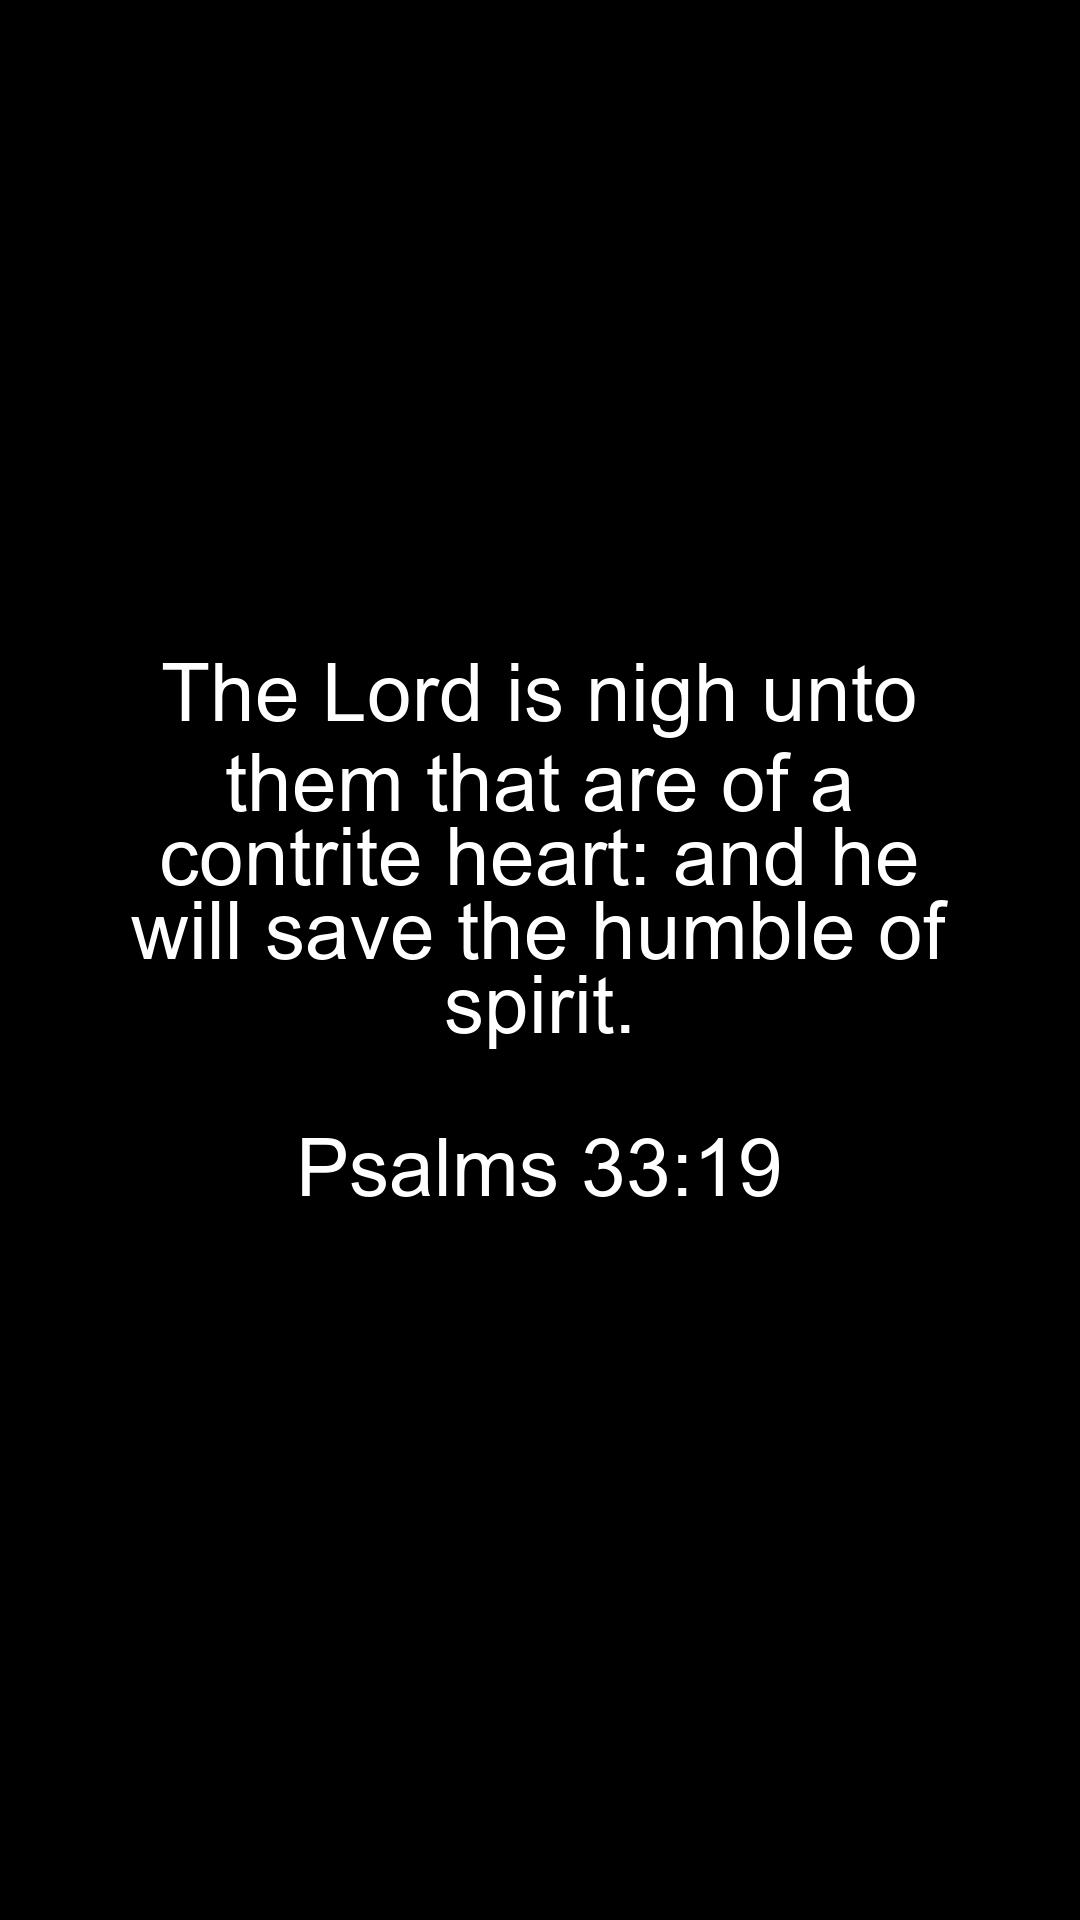 The Lord is nigh unto
them that are of a
contrite heart: and he
will save the humble of
spirit.
Psalms 33:19